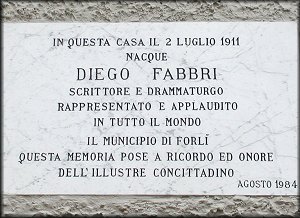 IN QUESTA CASA IL 2 LUGLIO 1911
NACQUE
DIEGO FABBRI
SCRITTORE E DRAMMATURGO
RAPPRESENTATO E APPLAUDITO
IN TUTTO IL MONDO
IL MUNICIPIO DI FORLÌ
QUESTA MEMORIA POSE A RICORDO ED ONORE
DELL'ILLUSTRE CONCITTADINO
AGOSTO 1984